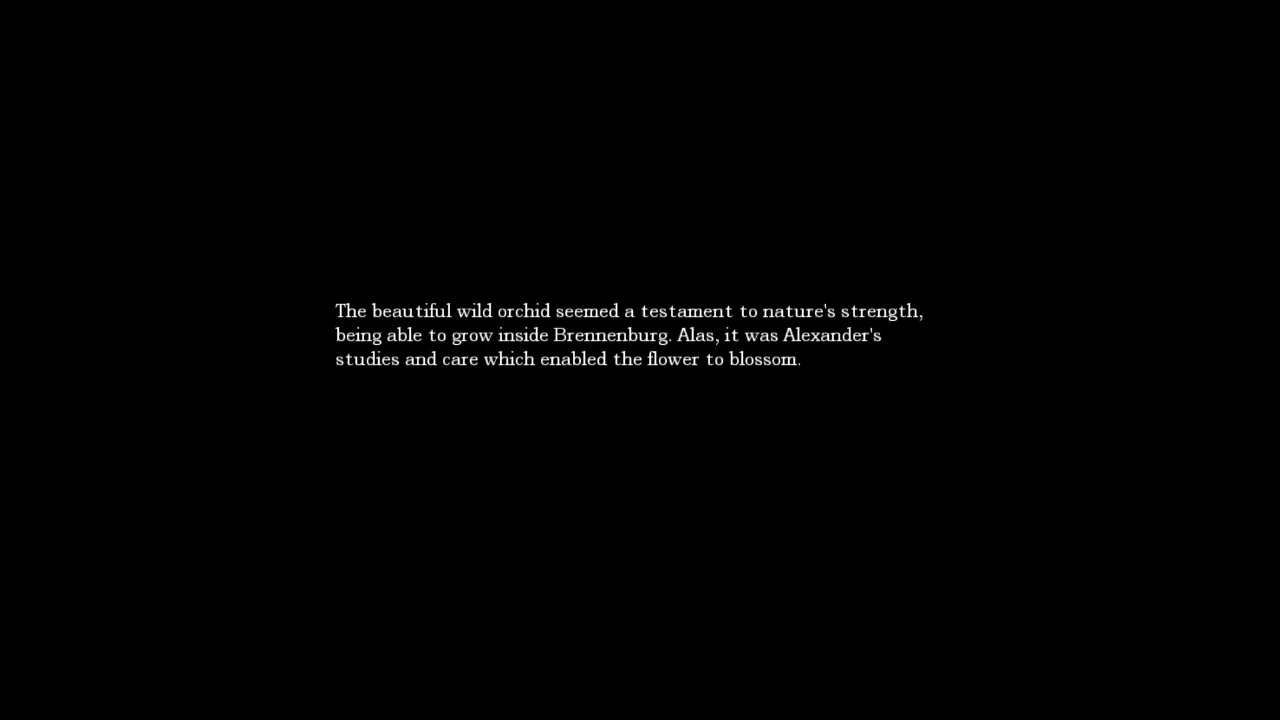 The beautiful wild orchid seemed a testament to nature's strength,
being able to grow inside Brennenburg. Alas, it was Alexander's
studies and care which enabled the flower to blossom.